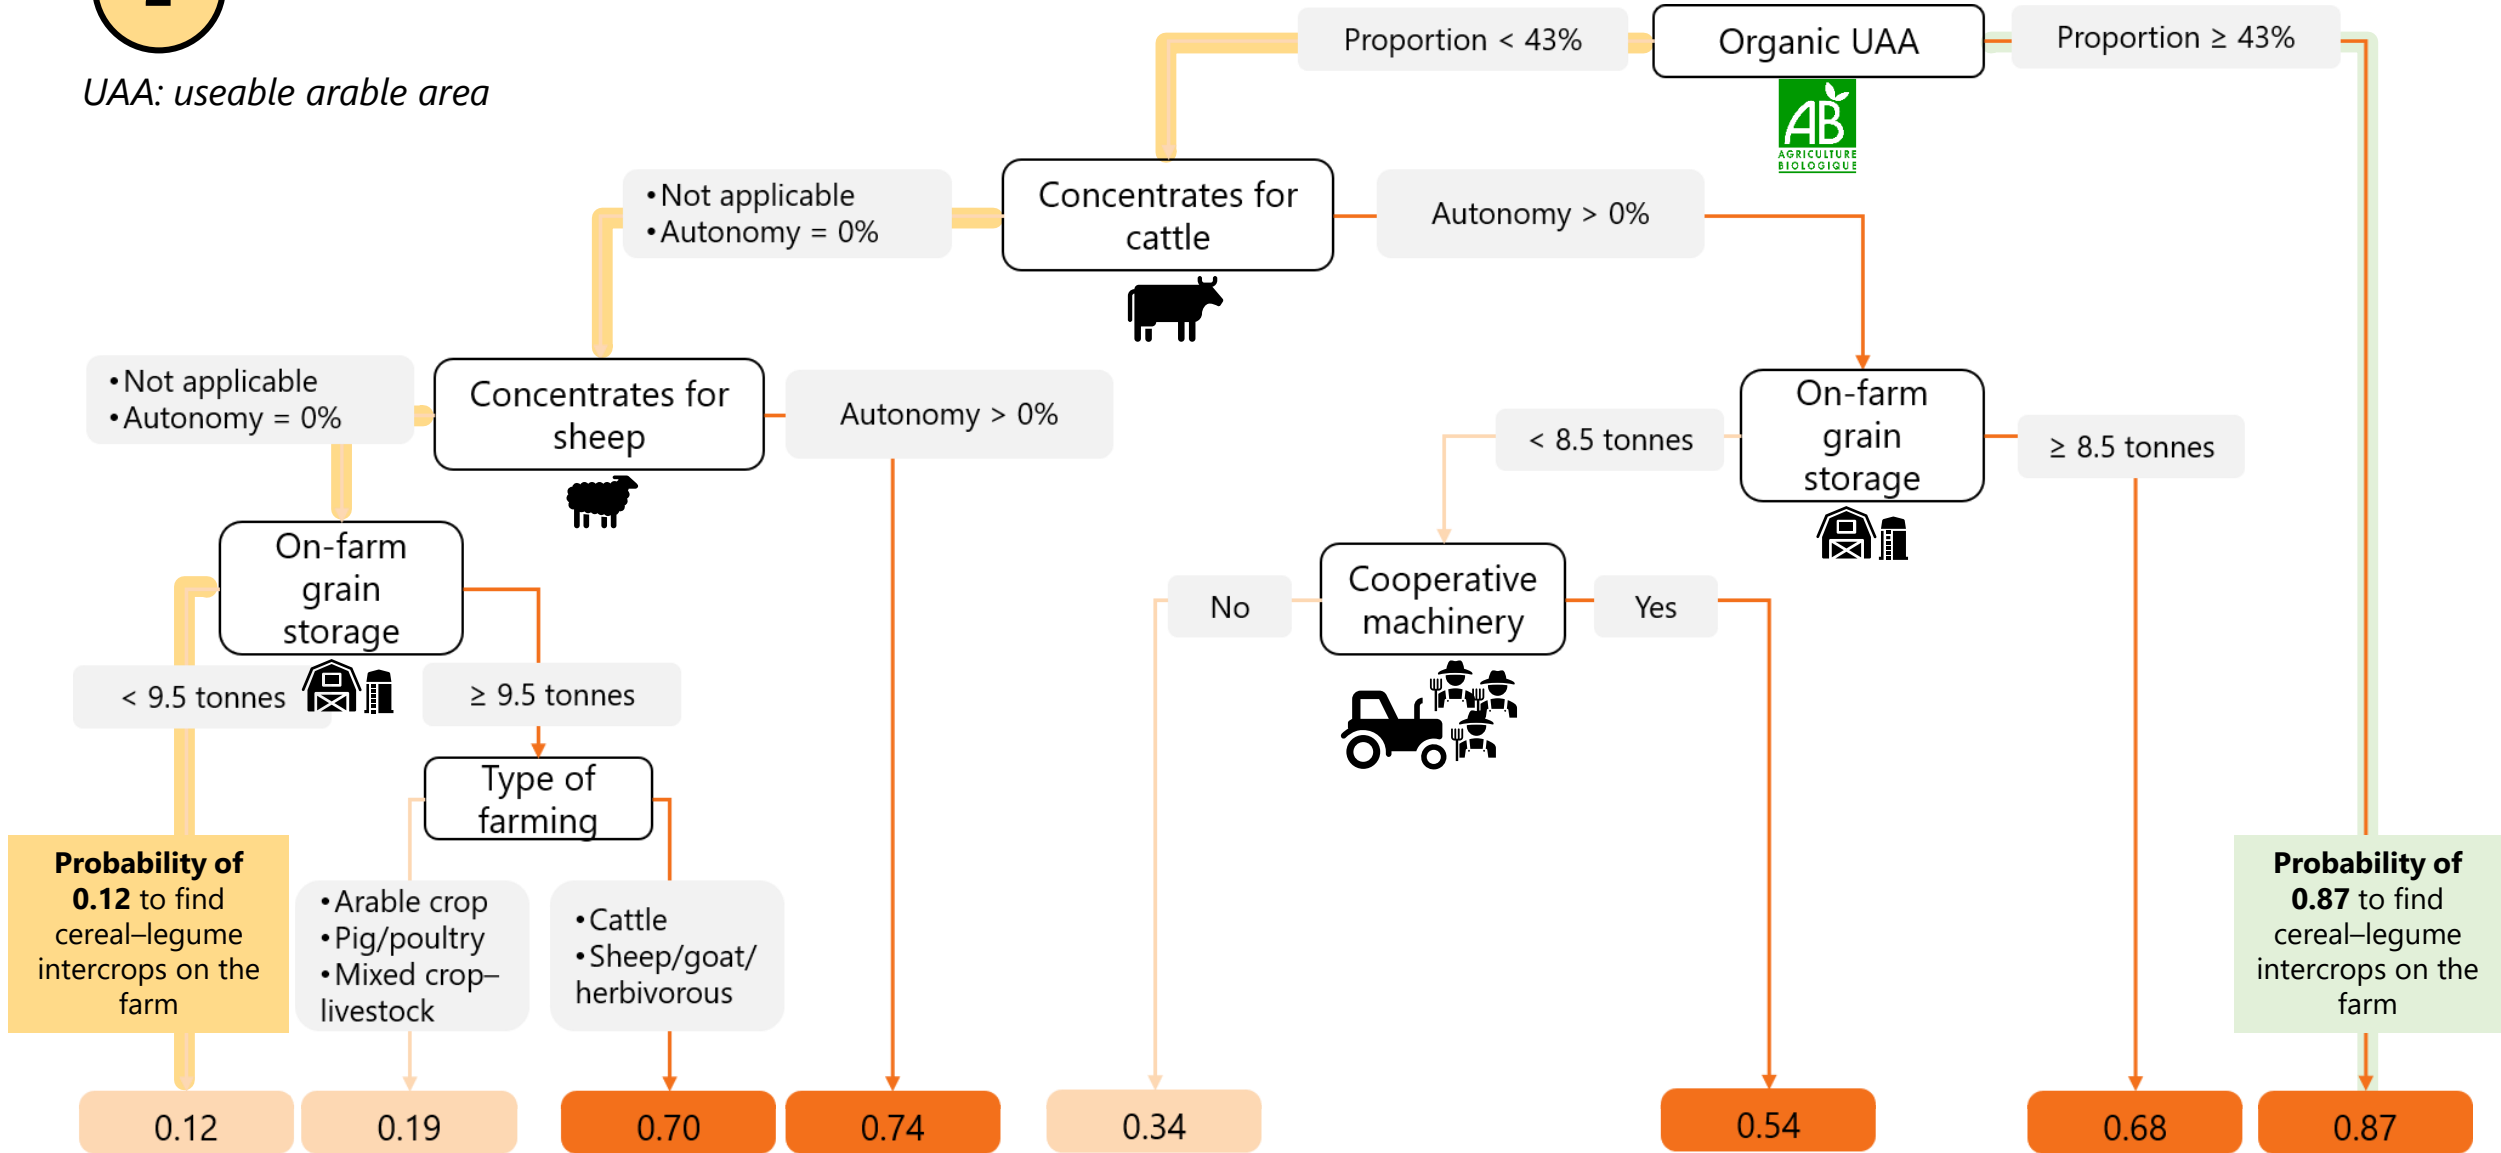 UAA: useable arable area
Proportion < 43%
Organic UAA
Proportion ≥ 43%
AB
AGRICULTURE
BIOLOGIQUE
•Not applicable
•Autonomy = 0%
Concentrates for
cattle
Autonomy > 0%
•Not applicable
•Autonomy = 0%
Concentrates for
sheep
Autonomy > 0%
On-farm
grain
storage
< 8.5 tonnes
≥ 8.5 tonnes
On-farm
grain
storage
Cooperative
machinery
No
Yes
< 9.5 tonnes
≥ 9.5 tonnes
Type of
farming
Probability of
0.12 to find
cereal–legume
intercrops on the
farm
•Arable crop
•Pig/poultry
•Mixed crop–
livestock
•Cattle
•Sheep/goat/
herbivorous
Probability of
0.87 to find
cereal–legume
intercrops on the
farm
0.12
0.19
0.70
0.74
0.34
0.54
0.68
0.87